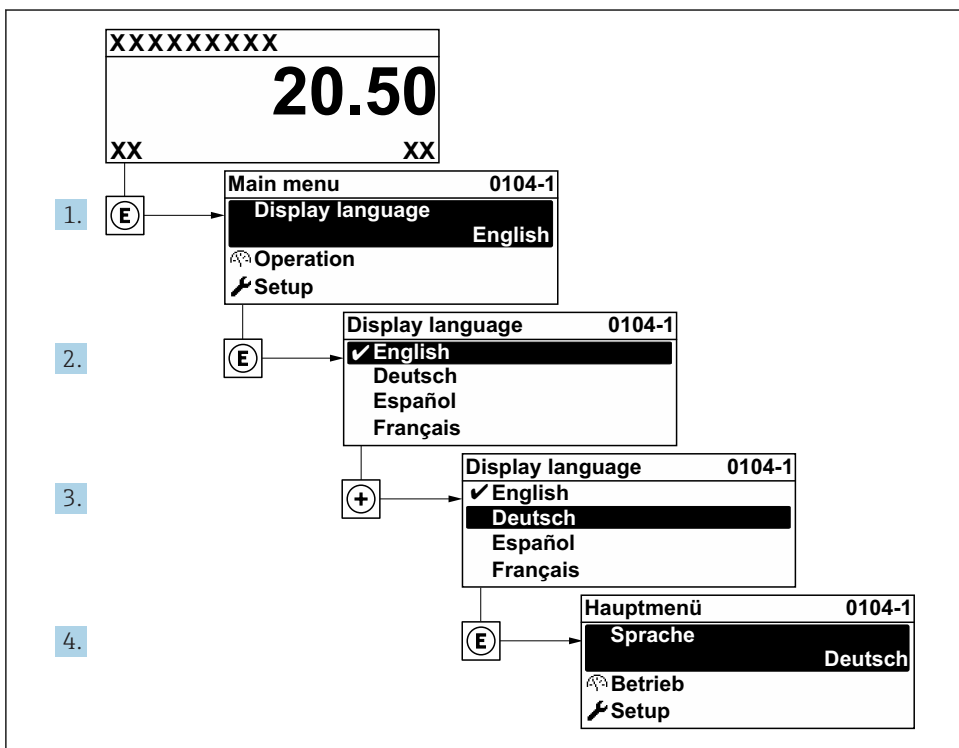 XXXXXXXXX
20.50
XX XX
1. E
Main menu 0104-1
Display language
English
Operation
Setup
2. E
Display language 0104-1
✔English
Deutsch
Español
Français
3. +
Display language 0104-1
✔English
Deutsch
Español
Français
4. E
Hauptmenü 0104-1
Sprache
Deutsch
Betrieb
Setup